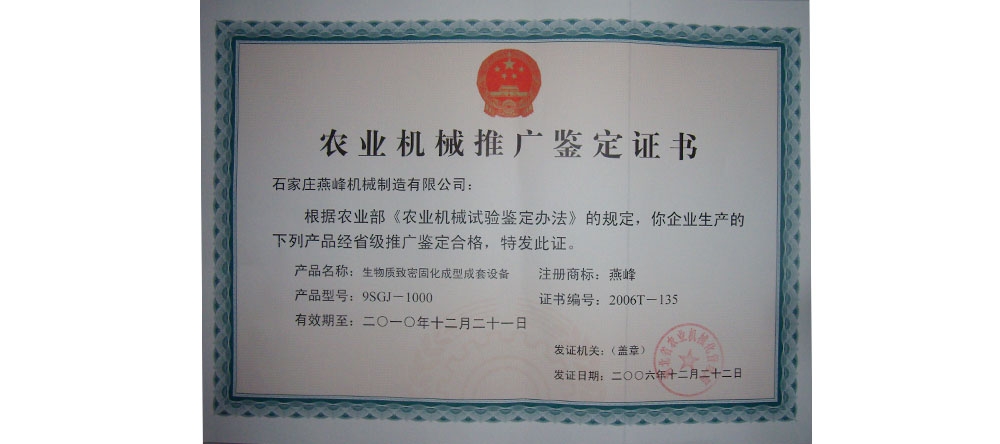 农业机械推广鉴定证书
石家庄燕峰机械制造有限公司：
根据农业部《农业机械试验鉴定办法》的规定，你企业生产的
下列产品经省级推广鉴定合格，特发此证。
产品名称：生物质致密固化成型成套设备 注册商标：燕峰
产品型号：9SGJ－1000 证书编号：2006T－135
有效期至：二〇一〇年十二月二十一日
发证机关：（盖章）
发证日期：二〇〇六年十二月二十二日